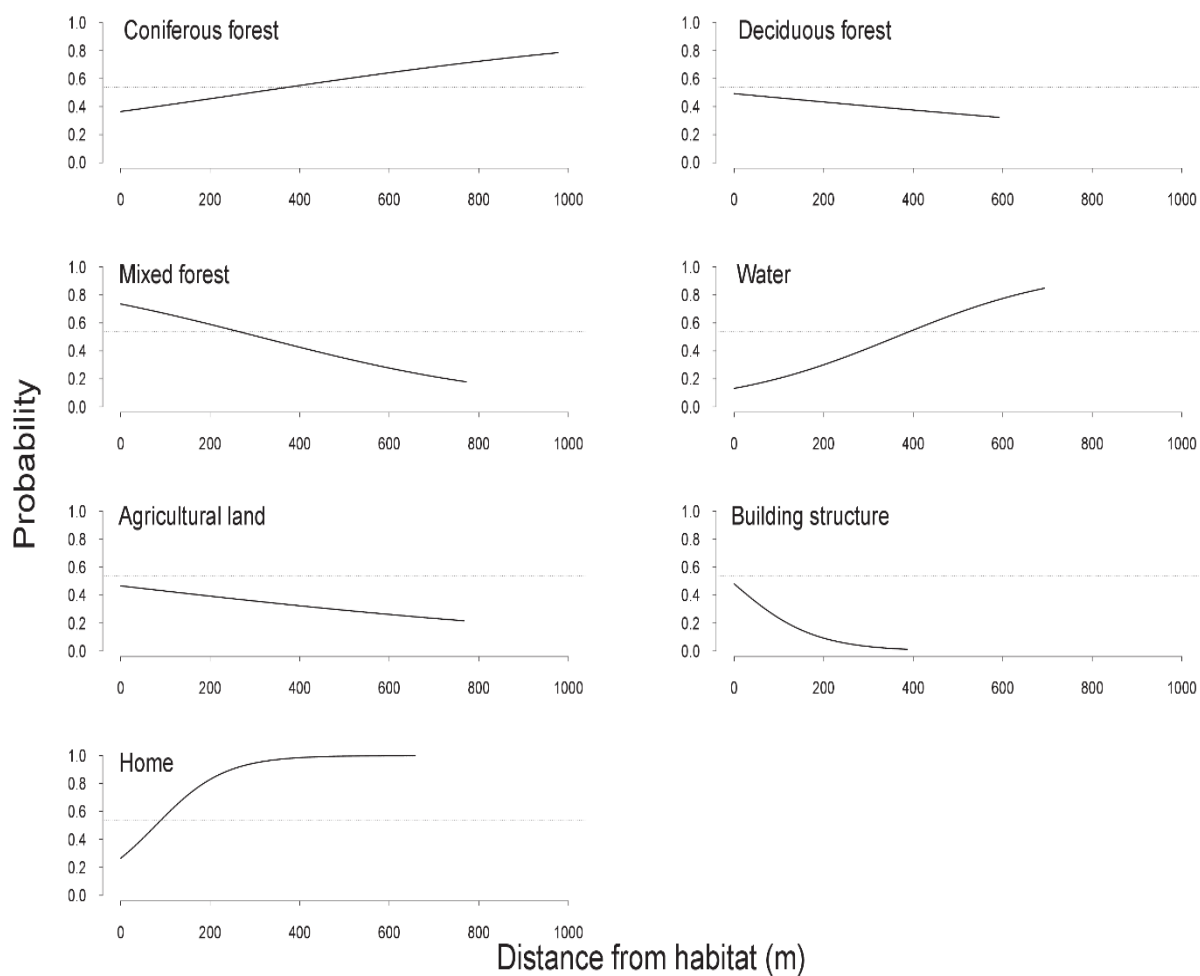 Coniferous forest
1.0
0.8
0.6
0.4
0.2
0.0
0 200 400 600 800 1000
Deciduous forest
1.0
0.8
0.6
0.4
0.2
0.0
0 200 400 600 800 1000
Mixed forest
1.0
0.8
0.6
0.4
0.2
0.0
0 200 400 600 800 1000
Water
1.0
0.8
0.6
0.4
0.2
0.0
0 200 400 600 800 1000
Probability
Agricultural land
1.0
0.8
0.6
0.4
0.2
0.0
0 200 400 600 800 1000
Building structure
1.0
0.8
0.6
0.4
0.2
0.0
0 200 400 600 800 1000
Home
1.0
0.8
0.6
0.4
0.2
0.0
0 200 400 600 800 1000
Distance from habitat (m)